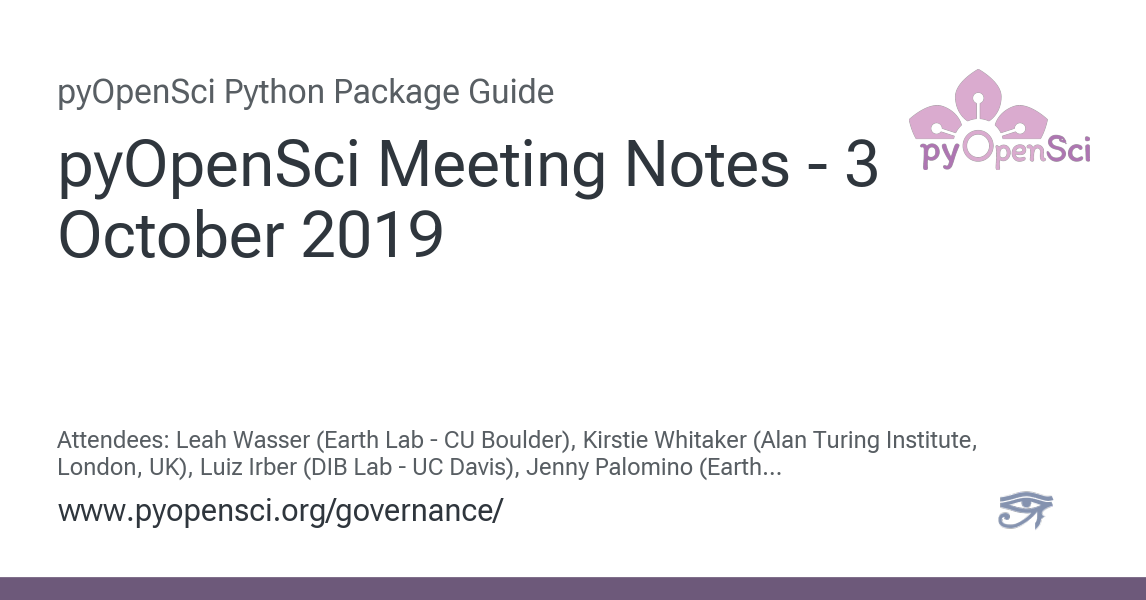 pyOpenSci Python Package Guide
pyOpenSci Meeting Notes - 3
October 2019
pyOpenSci
Attendees: Leah Wasser (Earth Lab - CU Boulder), Kirstie Whitaker (Alan Turing Institute,
London, UK), Luiz Irber (DIB Lab - UC Davis), Jenny Palomino (Earth...
www.pyopensci.org/governance/